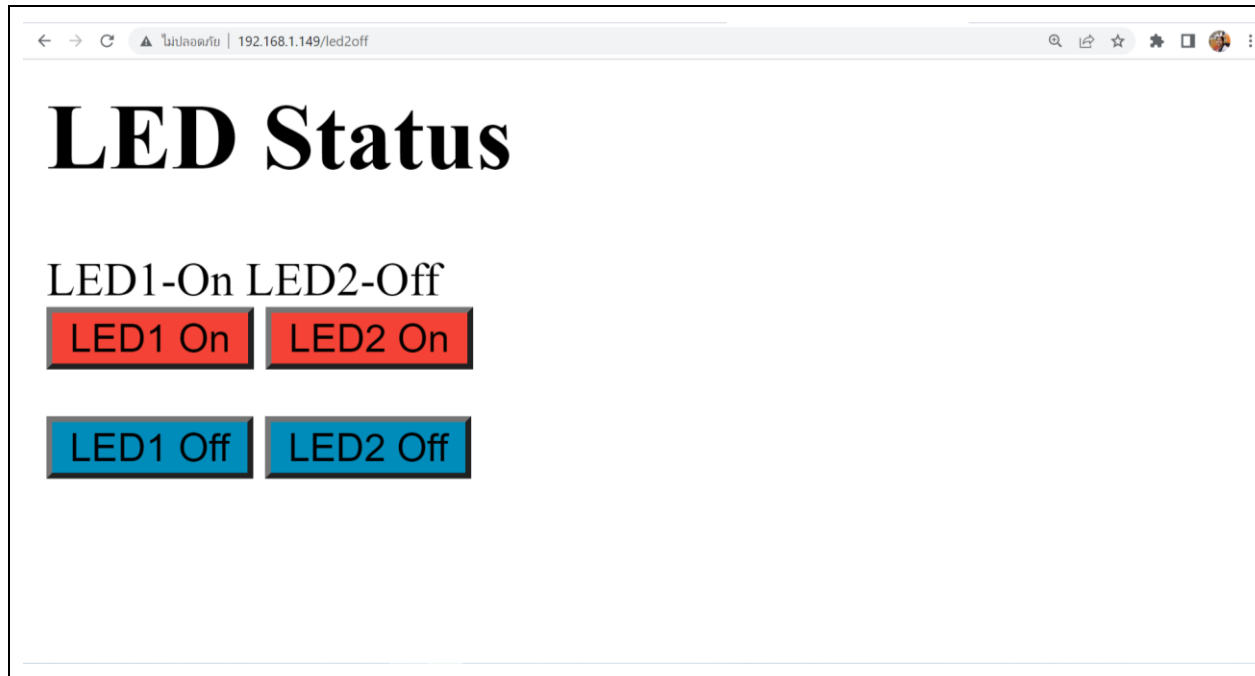 ไม่ปลอดภัย | 192.168.1.149/led2off
LED Status
LED1-On LED2-Off
LED1 On LED2 On
LED1 Off LED2 Off